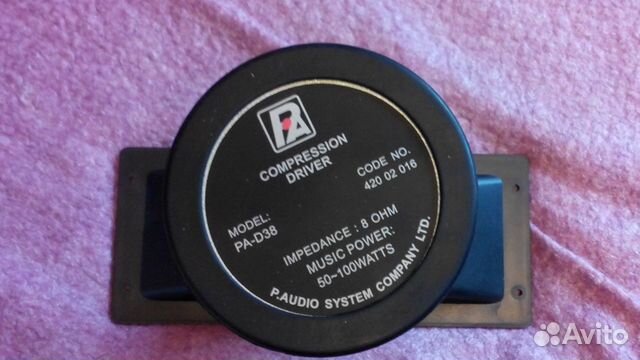 PA
COMPRESSION
DRIVER
CODE NO.
420 02 016
MODEL:
PA-D38
IMPEDANCE : 8 OHM
MUSIC POWER:
50~100WATTS
P.AUDIO SYSTEM COMPANY LTD.
Avito